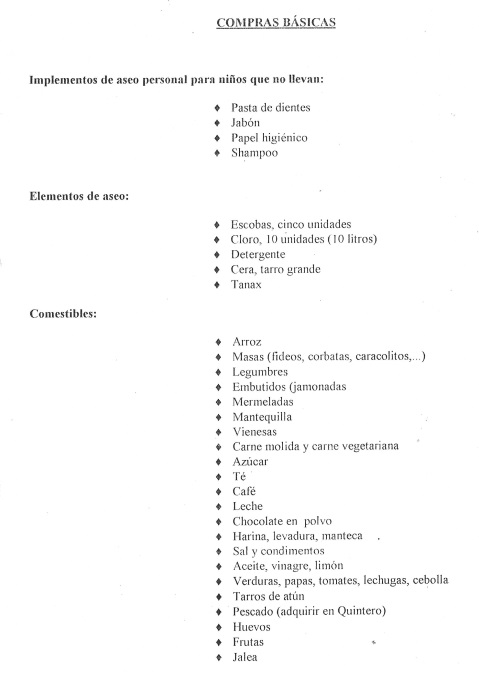 COMPRAS BÁSICAS
Implementos de aseo personal para niños que no llevan:
♦ Pasta de dientes
♦ Jabón
♦ Papel higiénico
♦ Shampoo
Elementos de aseo:
♦ Escobas, cinco unidades
♦ Cloro, 10 unidades (10 litros)
♦ Detergente
♦ Cera, tarro grande
♦ Tanax
Comestibles:
♦ Arroz
♦ Masas (fideos, corbatas, caracolitos,...)
♦ Legumbres
♦ Embutidos (jamonadas
♦ Mermeladas
♦ Mantequilla
♦ Vienesas
♦ Carne molida y carne vegetariana
♦ Azúcar
♦ Té
♦ Café
♦ Leche
♦ Chocolate en polvo
♦ Harina, levadura, manteca
♦ Sal y condimentos
♦ Aceite, vinagre, limón
♦ Verduras, papas, tomates, lechugas, cebolla
♦ Tarros de atún
♦ Pescado (adquirir en Quintero)
♦ Huevos
♦ Frutas
♦ Jalea